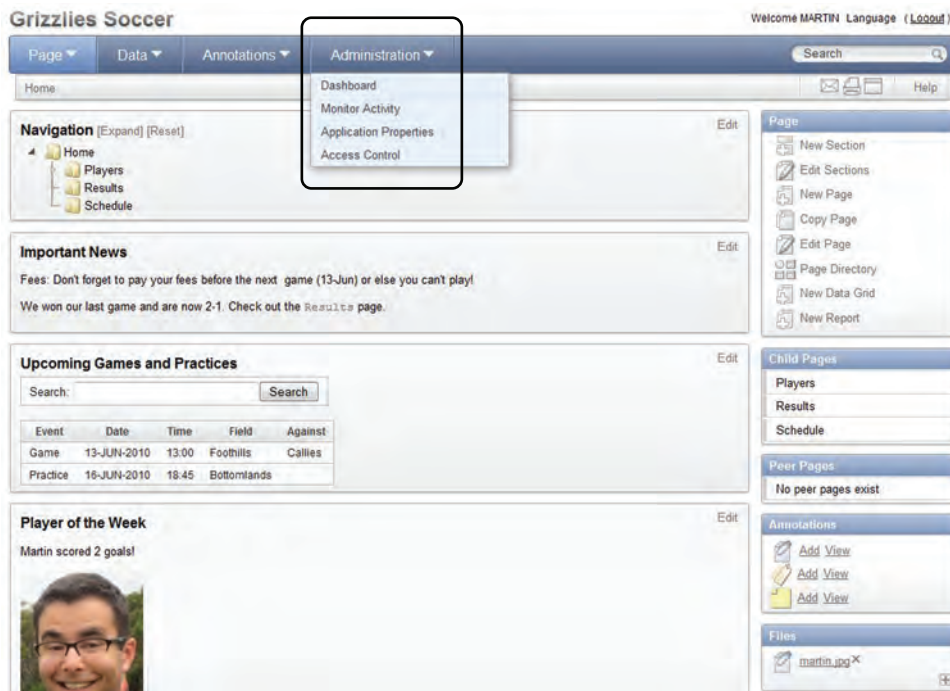 Grizzlies Soccer
Welcome MARTIN Language ( Logout )
Page Data Annotations Administration Search
Home Help
Dashboard
Monitor Activity
Application Properties
Access Control
Navigation [Expand] [Reset] Edit
Home
Players
Results
Schedule
Important News Edit
Fees: Don't forget to pay your fees before the next game (13-Jun) or else you can't play!
We won our last game and are now 2-1. Check out the Results page.
Upcoming Games and Practices Edit
Search: Search
Event Date Time Field Against
Game 13-JUN-2010 13:00 Foothills Callies
Practice 16-JUN-2010 18:45 Bottomlands
Player of the Week Edit
Martin scored 2 goals!
Page
New Section
Edit Sections
New Page
Copy Page
Edit Page
Page Directory
New Data Grid
New Report
Child Pages
Players
Results
Schedule
Peer Pages
No peer pages exist
Annotations
Add View
Add View
Add View
Files
martin.jpg X